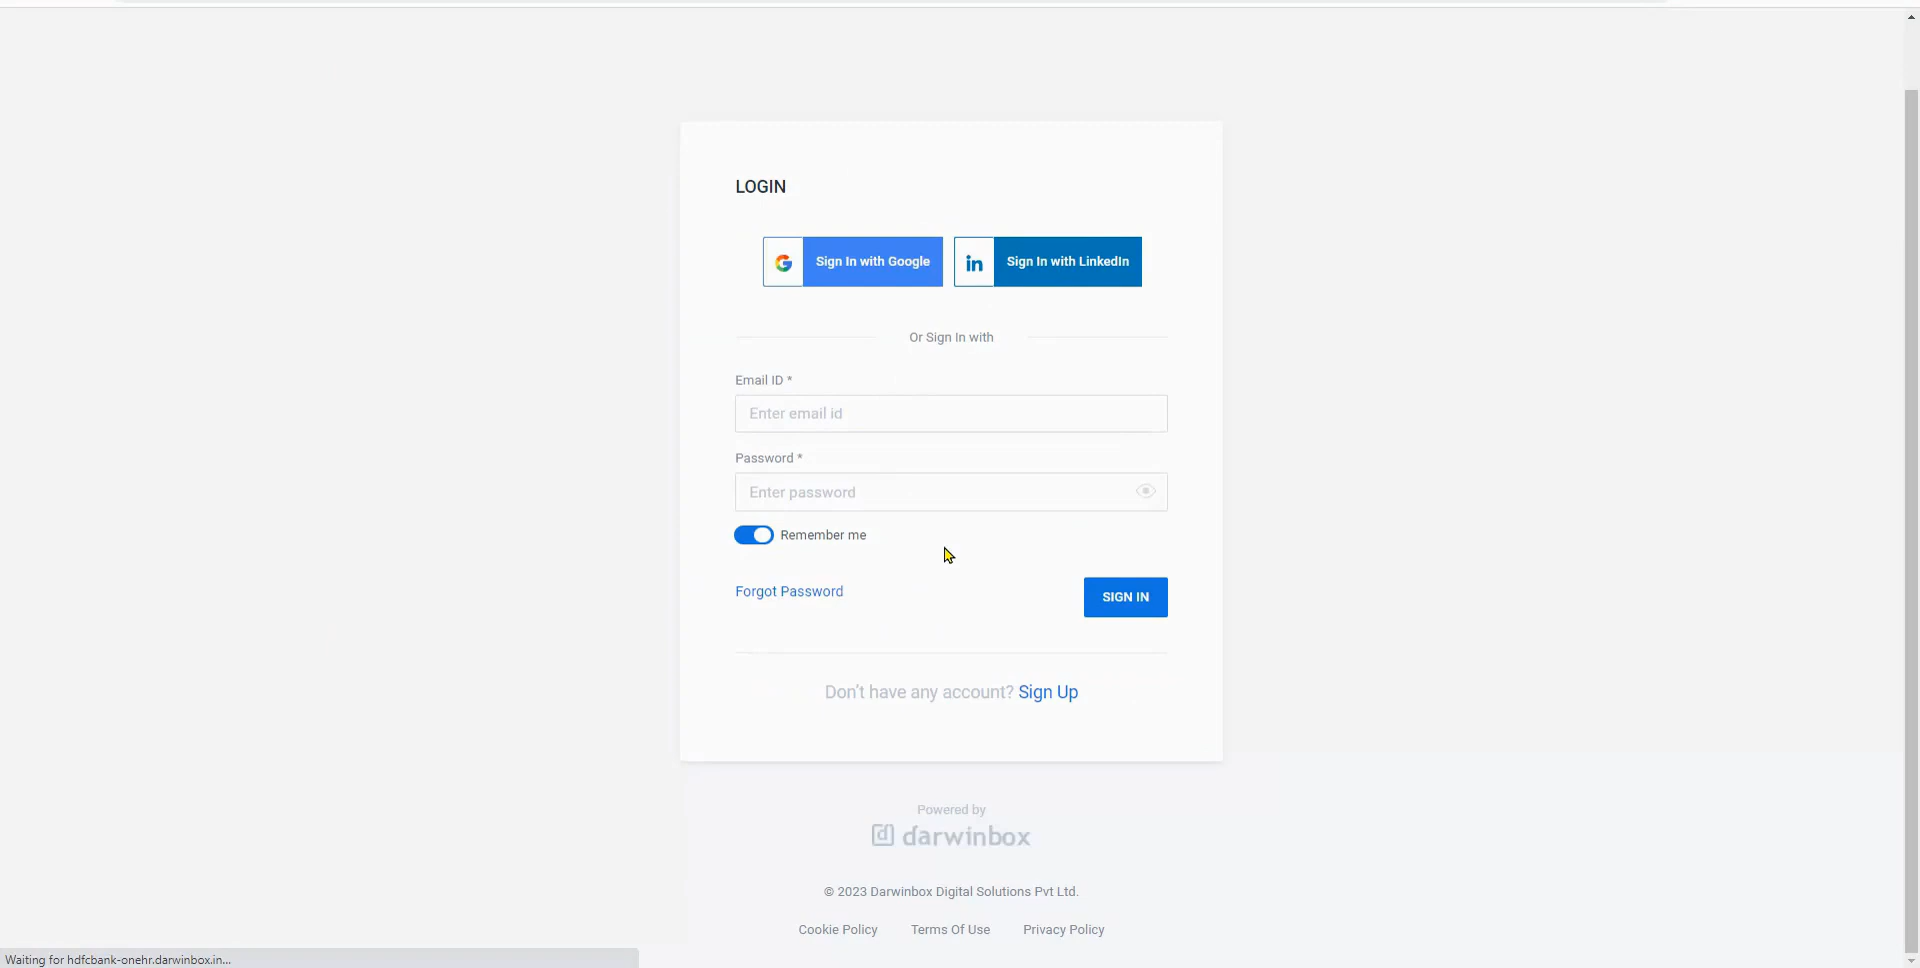 LOGIN
Sign In with Google
in Sign In with LinkedIn
Or Sign In with
Email ID *
Enter email id
Password *
Enter password
Remember me
Forgot Password
SIGN IN
Don't have any account? Sign Up
Powered by
darwinbox
© 2023 Darwinbox Digital Solutions Pvt Ltd.
Cookie Policy Terms Of Use Privacy Policy
Waiting for hdfcbank-onehr.darwinbox.in...